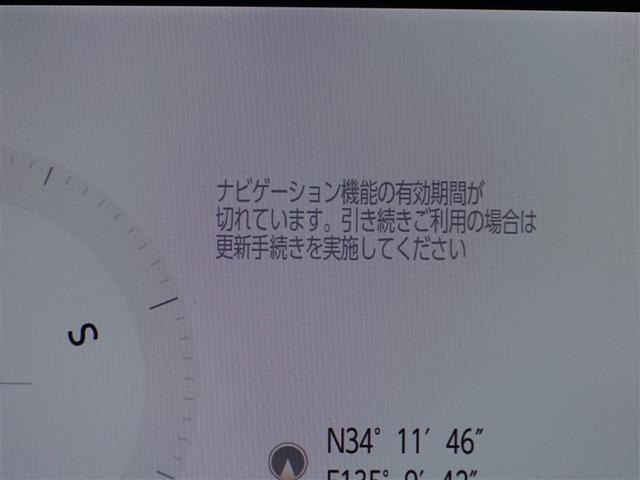 ナビゲーション機能の有効期間が
切れています。引き続きご利用の場合は
更新手続きを実施してください
S
N34° 11′ 46″